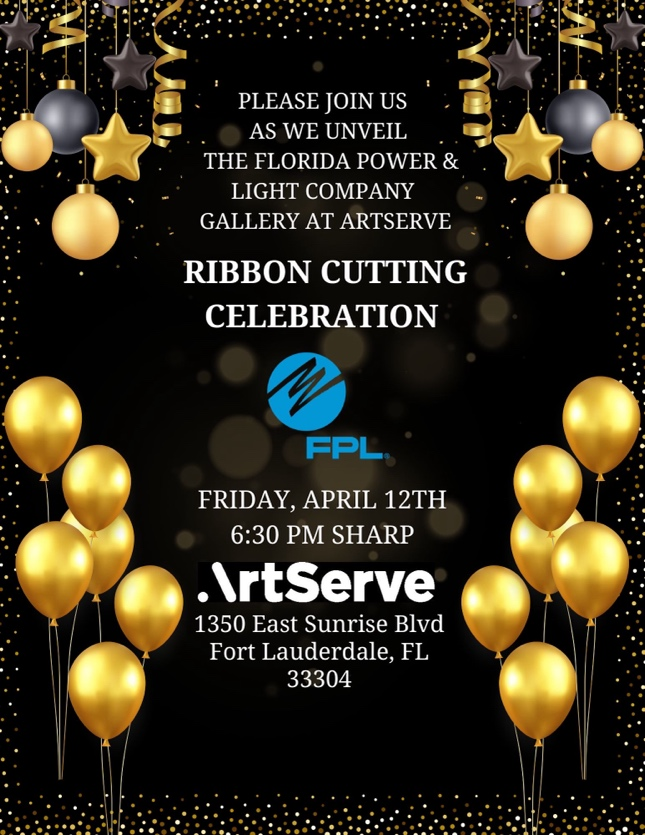 PLEASE JOIN US
AS WE UNVEIL
THE FLORIDA POWER &
LIGHT COMPANY
GALLERY AT ARTSERVE
RIBBON CUTTING
CELEBRATION
FPL
FRIDAY, APRIL 12TH
6:30 PM SHARP
ArtServe
1350 East Sunrise Blvd
Fort Lauderdale, FL
33304